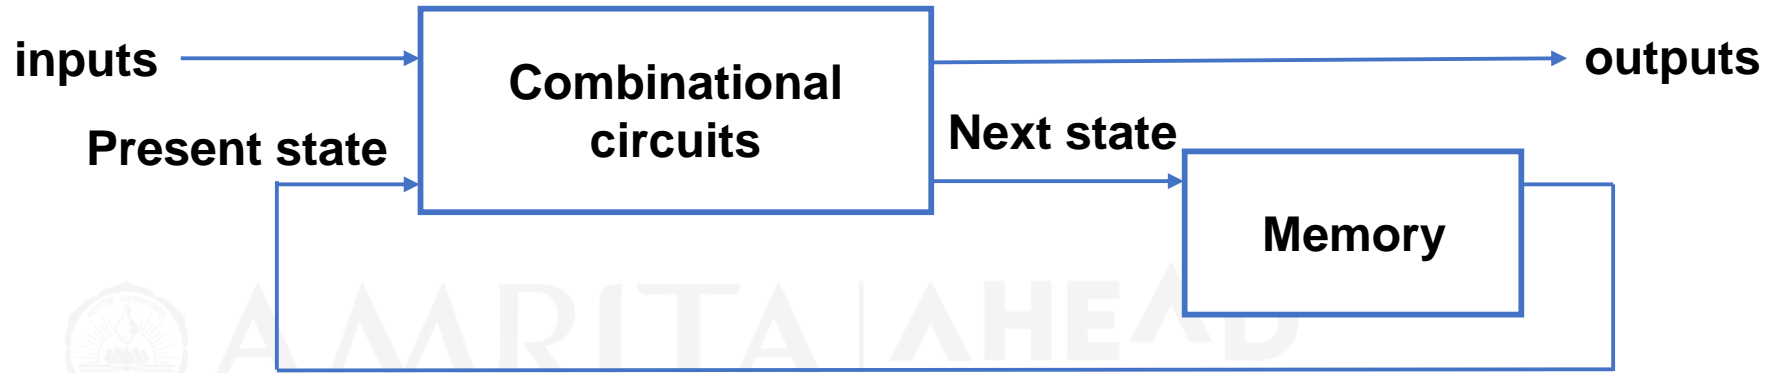 inputs
Combinational
circuits
outputs
Present state
Next state
Memory
AMRITA AHEAD